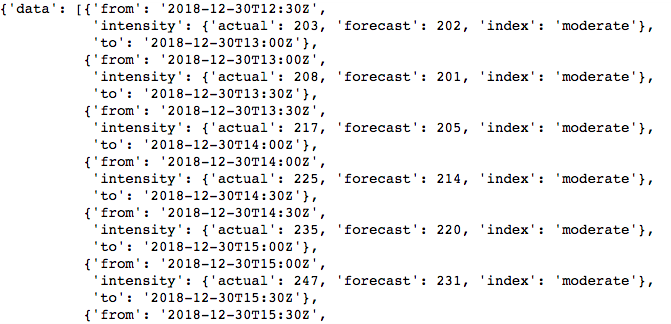 {'data': [{'from': '2018-12-30T12:30Z',
'intensity': {'actual': 203, 'forecast': 202, 'index': 'moderate'},
'to': '2018-12-30T13:00Z'},
{'from': '2018-12-30T13:00Z',
'intensity': {'actual': 208, 'forecast': 201, 'index': 'moderate'},
'to': '2018-12-30T13:30Z'},
{'from': '2018-12-30T13:30Z',
'intensity': {'actual': 217, 'forecast': 205, 'index': 'moderate'},
'to': '2018-12-30T14:00Z'},
{'from': '2018-12-30T14:00Z',
'intensity': {'actual': 225, 'forecast': 214, 'index': 'moderate'},
'to': '2018-12-30T14:30Z'},
{'from': '2018-12-30T14:30Z',
'intensity': {'actual': 235, 'forecast': 220, 'index': 'moderate'},
'to': '2018-12-30T15:00Z'},
{'from': '2018-12-30T15:00Z',
'intensity': {'actual': 247, 'forecast': 231, 'index': 'moderate'},
'to': '2018-12-30T15:30Z'},
{'from': '2018-12-30T15:30Z',